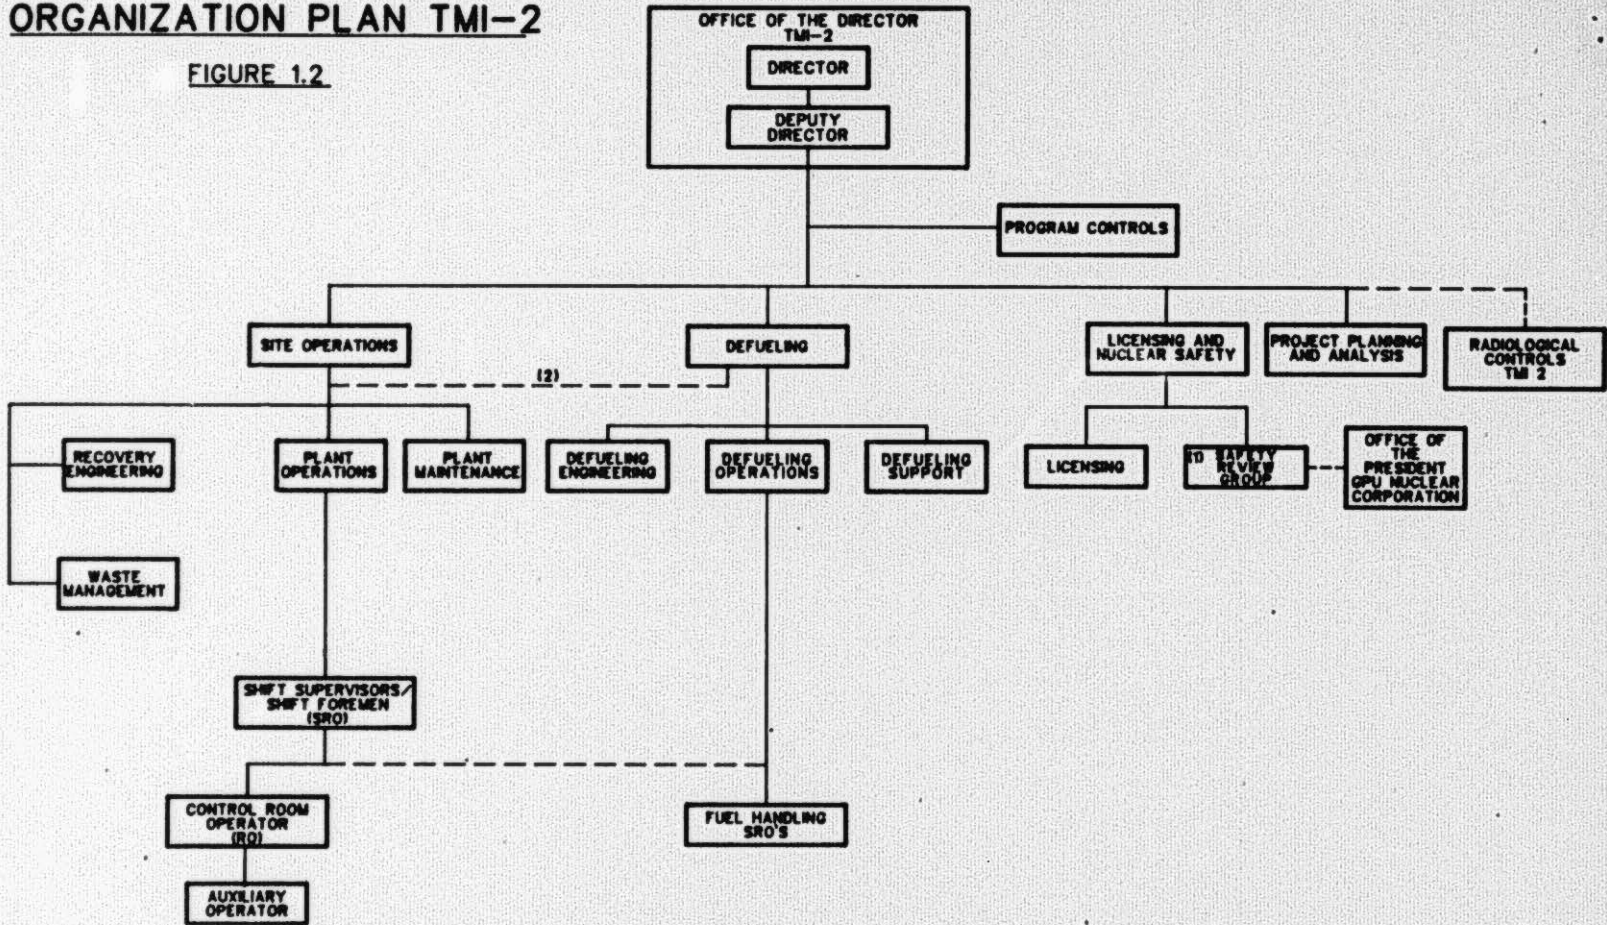 ORGANIZATION PLAN TMI-2
FIGURE 1.2
OFFICE OF THE DIRECTOR
TMI-2
DIRECTOR
DEPUTY
DIRECTOR
PROGRAM CONTROLS
SITE OPERATIONS
DEFUELING
LICENSING AND
NUCLEAR SAFETY
PROJECT PLANNING
AND ANALYSIS
RADIOLOGICAL
CONTROLS
TMI 2
(2)
RECOVERY
ENGINEERING
PLANT
OPERATIONS
PLANT
MAINTENANCE
DEFUELING
ENGINEERING
DEFUELING
OPERATIONS
DEFUELING
SUPPORT
LICENSING
(1) SAFETY
REVIEW
GROUP
OFFICE OF
THE
PRESIDENT
GPU NUCLEAR
CORPORATION
WASTE
MANAGEMENT
SHIFT SUPERVISORS/
SHIFT FOREMEN
(SRO)
CONTROL ROOM
OPERATOR
(RO)
FUEL HANDLING
SRO'S
AUXILIARY
OPERATOR